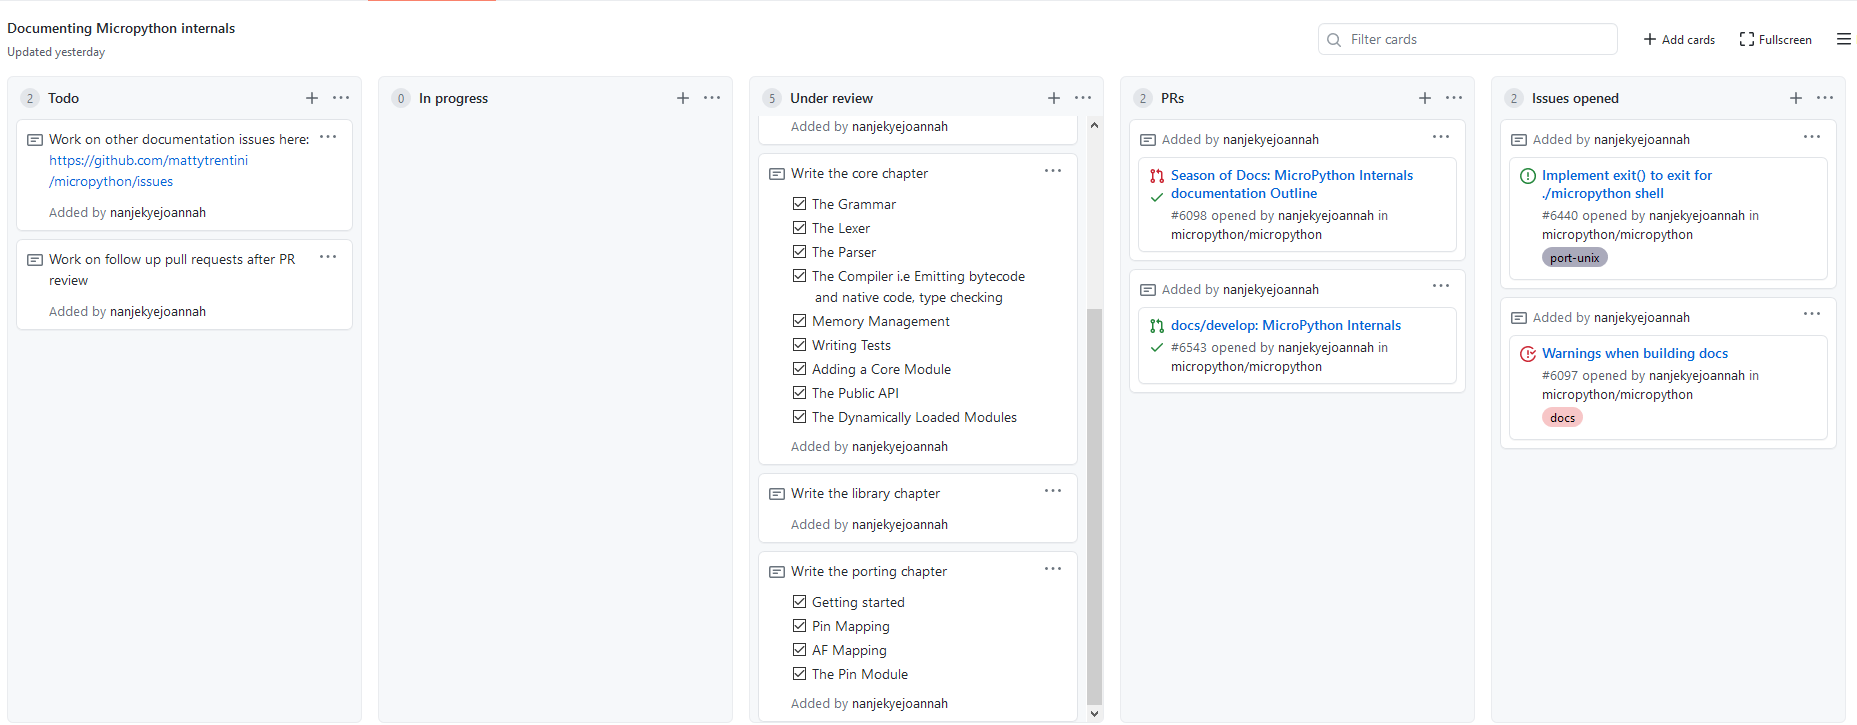 Documenting Micropython internals
Updated yesterday
Filter cards
Add cards
Fullscreen
2 Todo
Work on other documentation issues here:
https://github.com/mattytrentini
/micropython/issues
Added by nanjekyejoannah
Work on follow up pull requests after PR
review
Added by nanjekyejoannah
0 In progress
5 Under review
Added by nanjekyejoannah
Write the core chapter
The Grammar
The Lexer
The Parser
The Compiler i.e Emitting bytecode
and native code, type checking
Memory Management
Writing Tests
Adding a Core Module
The Public API
The Dynamically Loaded Modules
Added by nanjekyejoannah
Write the library chapter
Added by nanjekyejoannah
Write the porting chapter
Getting started
Pin Mapping
AF Mapping
The Pin Module
Added by nanjekyejoannah
2 PRs
Added by nanjekyejoannah
Season of Docs: MicroPython Internals
documentation Outline
#6098 opened by nanjekyejoannah in
micropython/micropython
Added by nanjekyejoannah
docs/develop: MicroPython Internals
#6543 opened by nanjekyejoannah in
micropython/micropython
2 Issues opened
Added by nanjekyejoannah
Implement exit() to exit for
./micropython shell
#6440 opened by nanjekyejoannah in
micropython/micropython
port-unix
Added by nanjekyejoannah
Warnings when building docs
#6097 opened by nanjekyejoannah in
micropython/micropython
docs